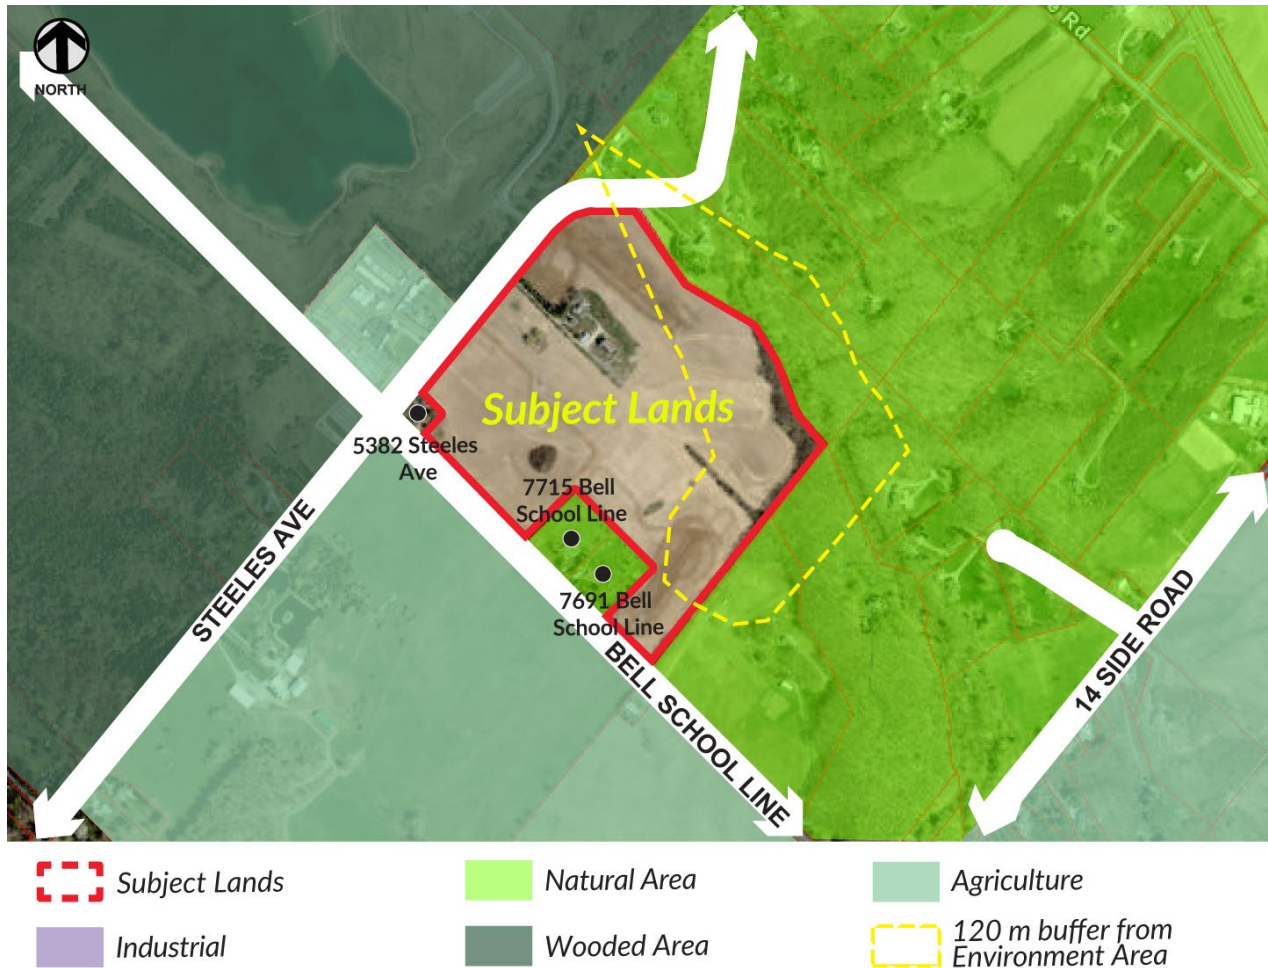 e Rd
NORTH
Subject Lands
5382 Steeles
Ave
7715 Bell
School Line
7691 Bell
School Line
STEELES AVE
BELL SCHOOL LINE
14 SIDE ROAD
Subject Lands
Natural Area
Agriculture
Industrial
Wooded Area
120 m buffer from
Environment Area